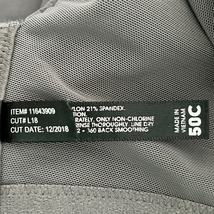 ITEM# 11643909
CUT# L18
CUT DATE: 12/2018
YLON 21% SPANDEX.
TION
RATELY, ONLY NON-CHLORINE
RINSE THOROUGHLY. LINE DRY
2 • 160 BACK SMOOTHING
MADE IN
VIETNAM
50C